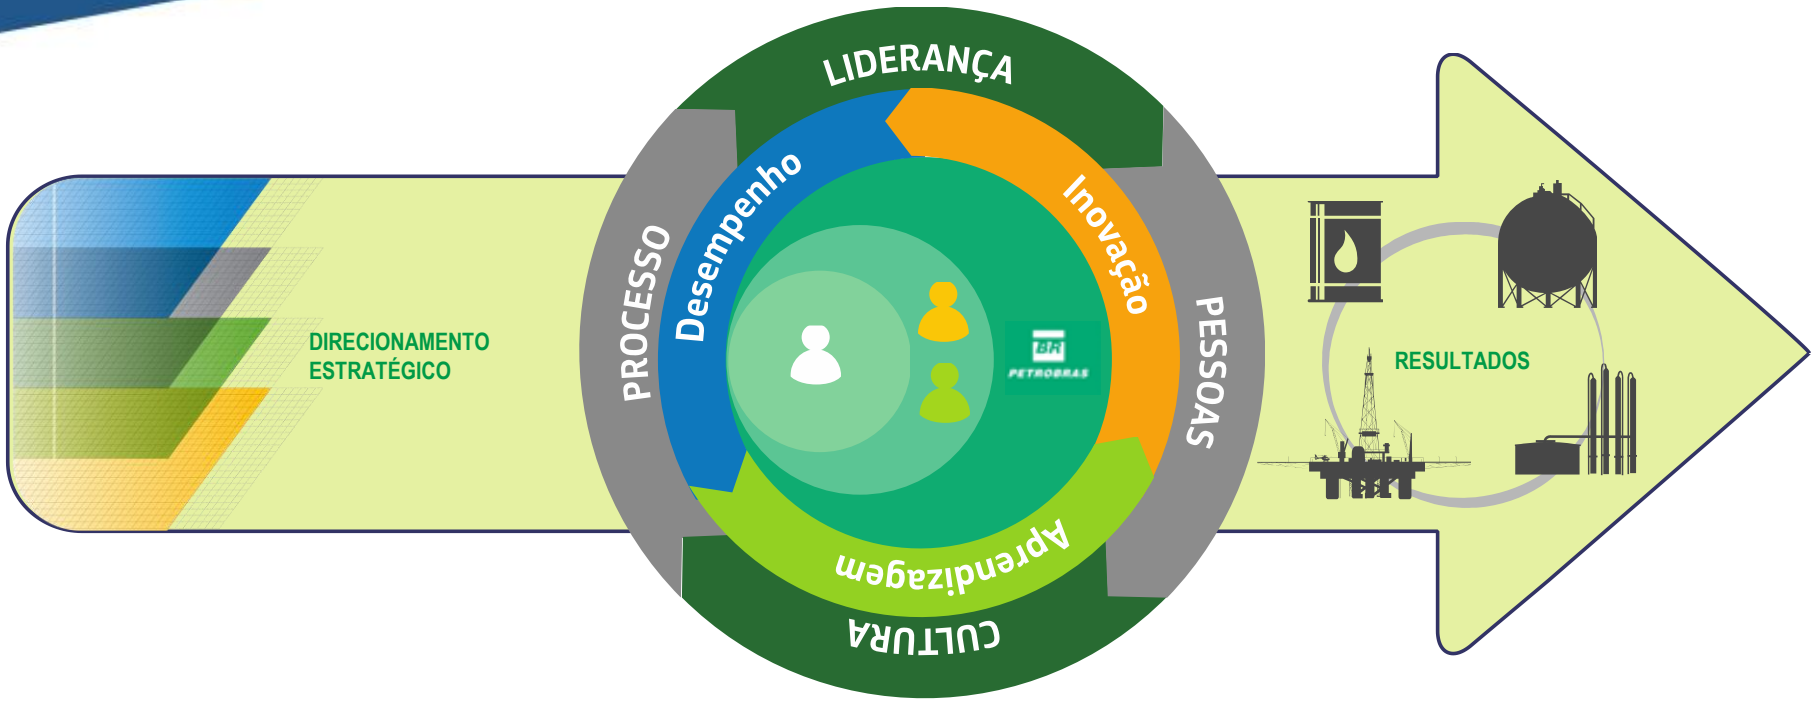 LIDERANÇA
Desempenho
Inovação
PROCESSO
PESSOAS
DIRECIONAMENTO
ESTRATÉGICO
BR
PETROBRAS
RESULTADOS
Aprendizagem
CULTURA